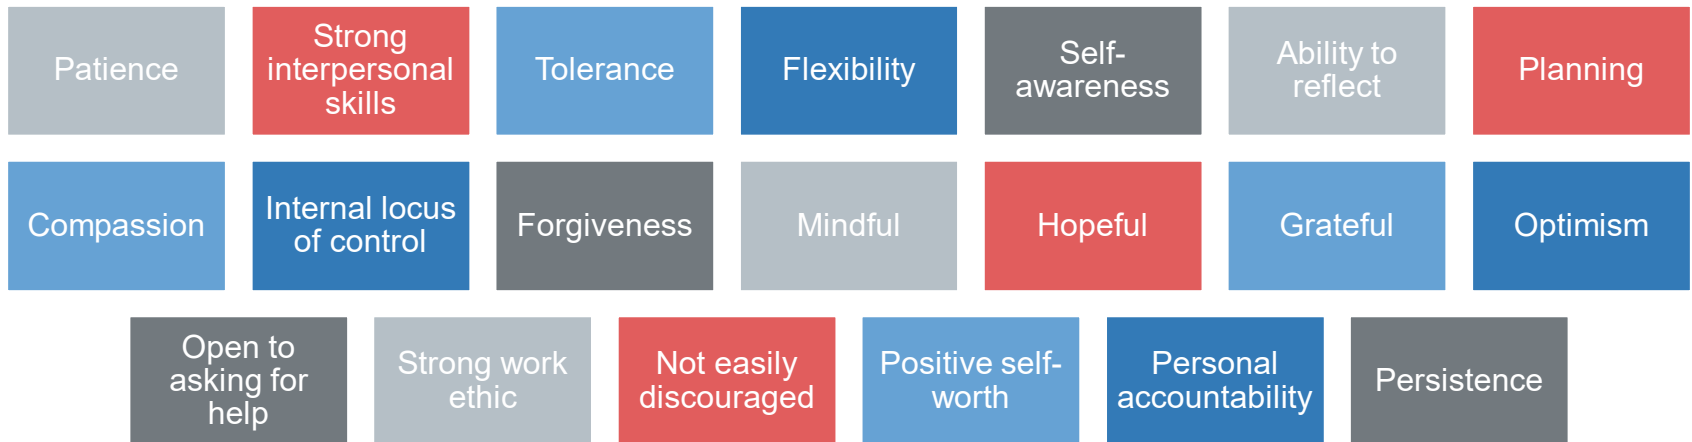 Patience
Strong
interpersonal
skills
Tolerance
Flexibility
Self-
awareness
Ability to
reflect
Planning
Compassion
Internal locus
of control
Forgiveness
Mindful
Hopeful
Grateful
Optimism
Open to
asking for
help
Strong work
ethic
Not easily
discouraged
Positive self-
worth
Personal
accountability
Persistence